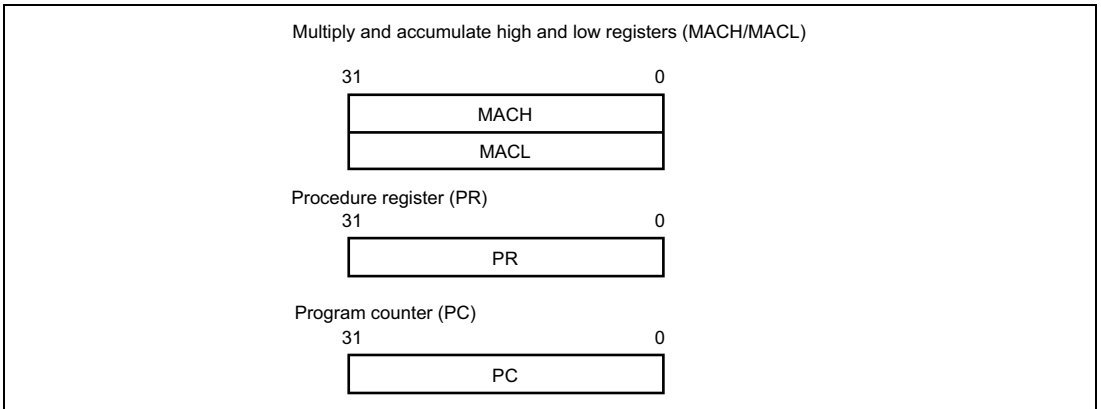 Multiply and accumulate high and low registers (MACH/MACL)
31 0
MACH
MACL
Procedure register (PR)
31 0
PR
Program counter (PC)
31 0
PC